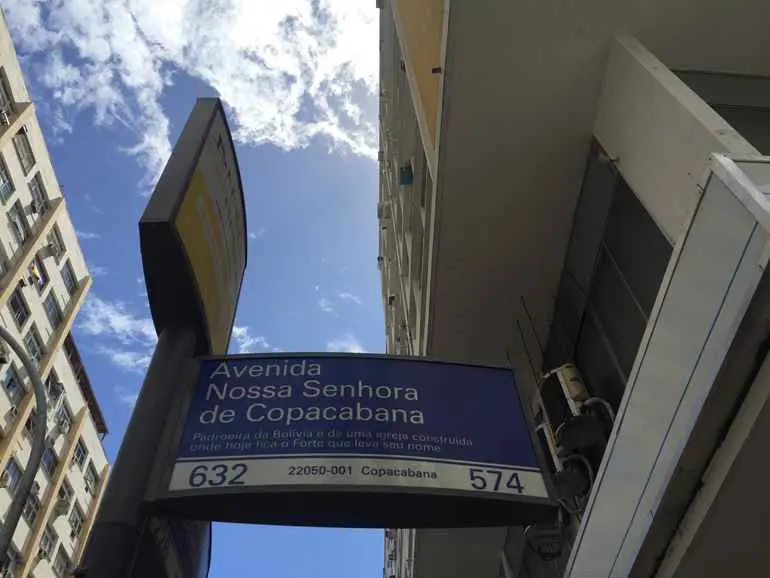 Avenida
Nossa Senhora
de Copacabana
Padroeira da Bolívia e de uma igreja construída
onde hoje fica o Forte que leva seu nome
632 22050-001 Copacabana 574